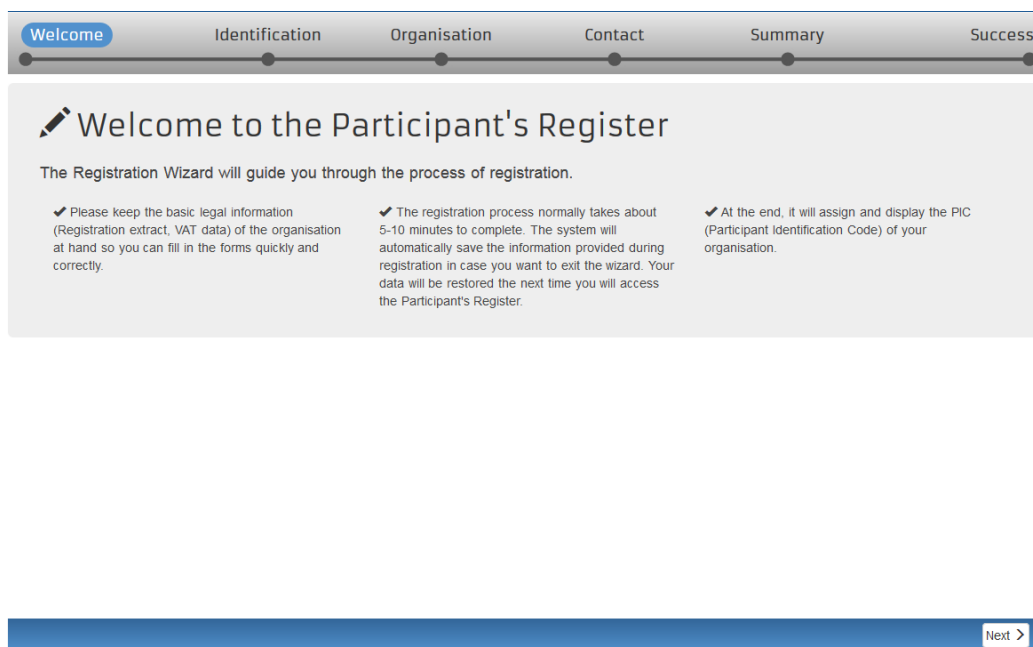 Welcome Identification Organisation Contact Summary Success
Welcome to the Participant's Register
The Registration Wizard will guide you through the process of registration.
Please keep the basic legal information
(Registration extract, VAT data) of the organisation
at hand so you can fill in the forms quickly and
correctly.
The registration process normally takes about
5-10 minutes to complete. The system will
automatically save the information provided during
registration in case you want to exit the wizard. Your
data will be restored the next time you will access
the Participant's Register.
At the end, it will assign and display the PIC
(Participant Identification Code) of your
organisation.
Next